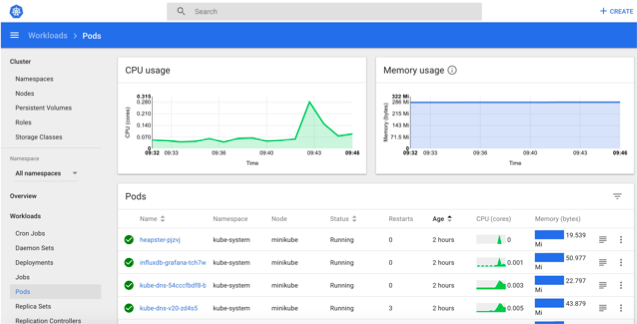 Search
+ CREATE
Workloads > Pods
Cluster
Namespaces
Nodes
Persistent Volumes
Roles
Storage Classes
Namespace
All namespaces
Overview
Workloads
Cron Jobs
Daemon Sets
Deployments
Jobs
Pods
Replica Sets
Replication Controllers
CPU usage
CPU (cores)
0.315
0.280
0.210
0.140
0.070
0
09:32 09:33 09:36 09:40 09:43 09:46
Time
Memory usage
Memory (bytes)
322 Mi
286 Mi
215 Mi
143 Mi
71.5 Mi
0
09:32 09:33 09:36 09:40 09:43 09:46
Time
Pods
Name Namespace Node Status Restarts Age CPU (cores) Memory (bytes)
heapster-pjzvj kube-system minikube Running 0 2 hours 0 19.539 Mi
influxdb-grafana-tch7w kube-system minikube Running 0 2 hours 0.001 50.977 Mi
kube-dns-54cccfbdf8-b kube-system minikube Running 0 2 hours 0.003 22.797 Mi
kube-dns-v20-zd4s5 kube-system minikube Running 3 2 hours 0.005 43.879 Mi